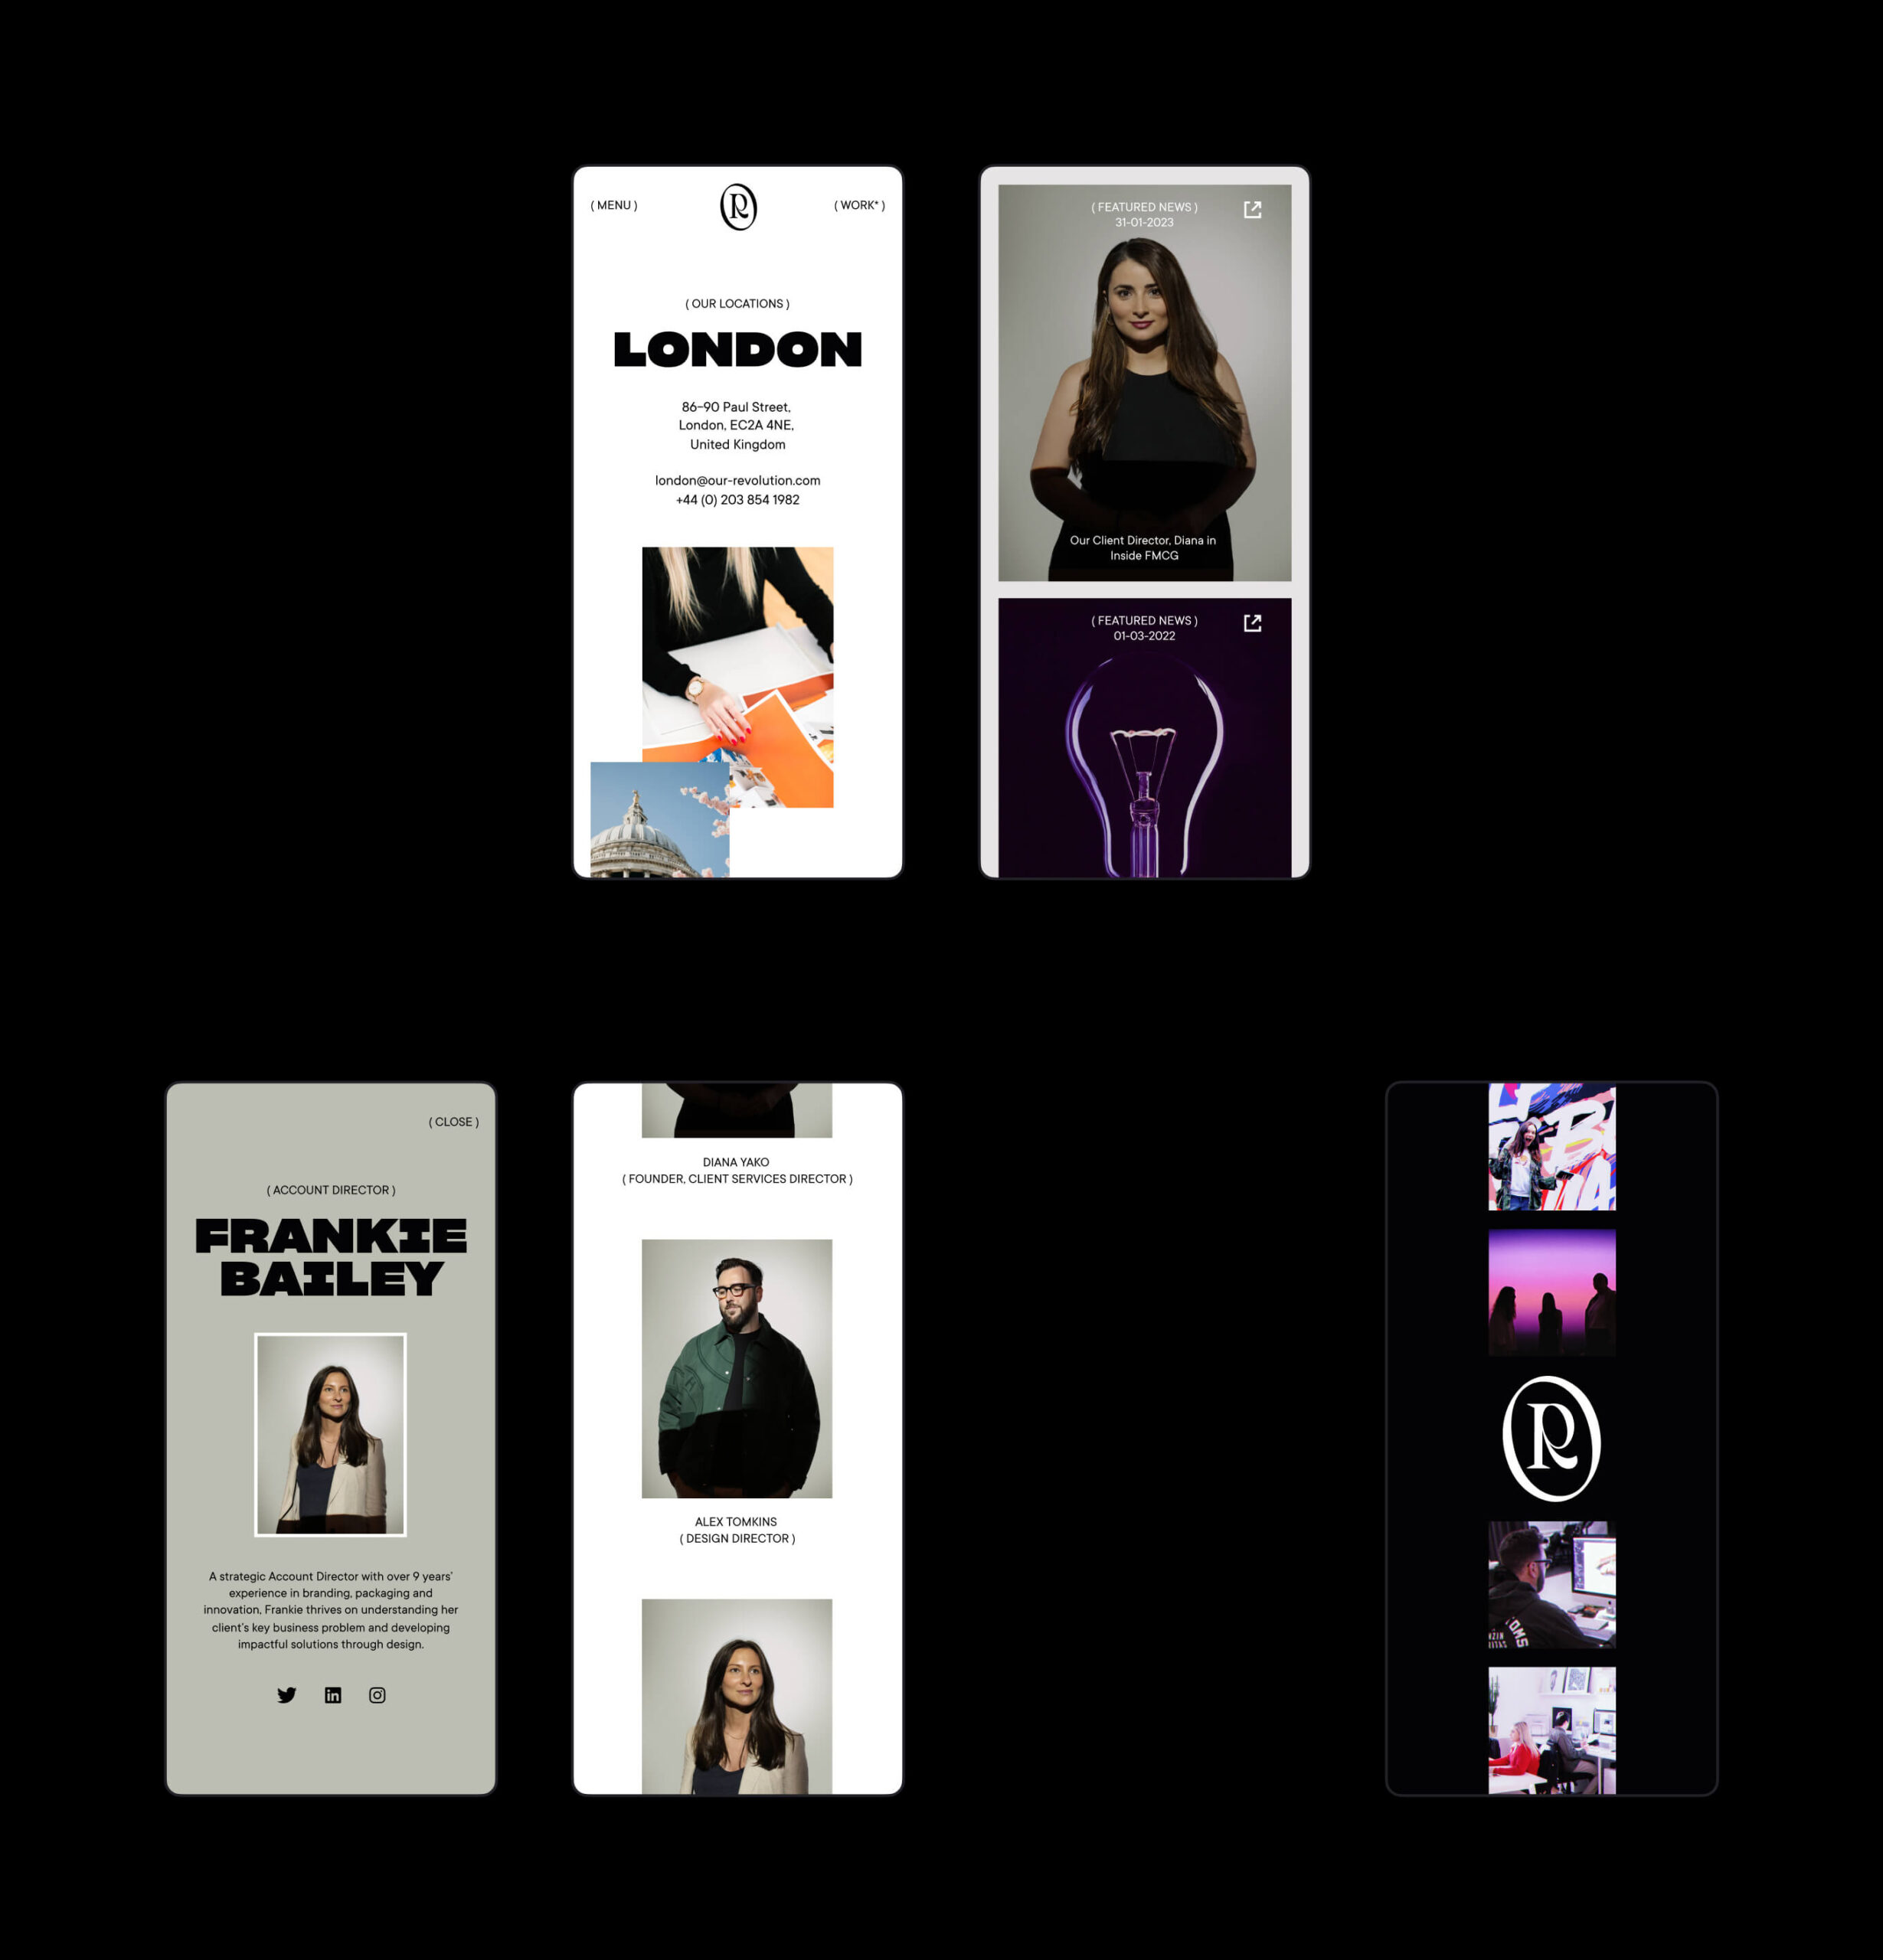 ( MENU )
R
( WORK* )
( OUR LOCATIONS )
LONDON
86–90 Paul Street,
London, EC2A 4NE,
United Kingdom
london@our-revolution.com
+44 (0) 203 854 1982
( FEATURED NEWS )
31-01-2023
Our Client Director, Diana in
Inside FMCG
( FEATURED NEWS )
01-03-2022
( CLOSE )
( ACCOUNT DIRECTOR )
FRANKIE
BAILEY
A strategic Account Director with over 9 years'
experience in branding, packaging and
innovation, Frankie thrives on understanding her
client's key business problem and developing
impactful solutions through design.
in
DIANA YAKO
( FOUNDER, CLIENT SERVICES DIRECTOR )
ALEX TOMKINS
( DESIGN DIRECTOR )
R